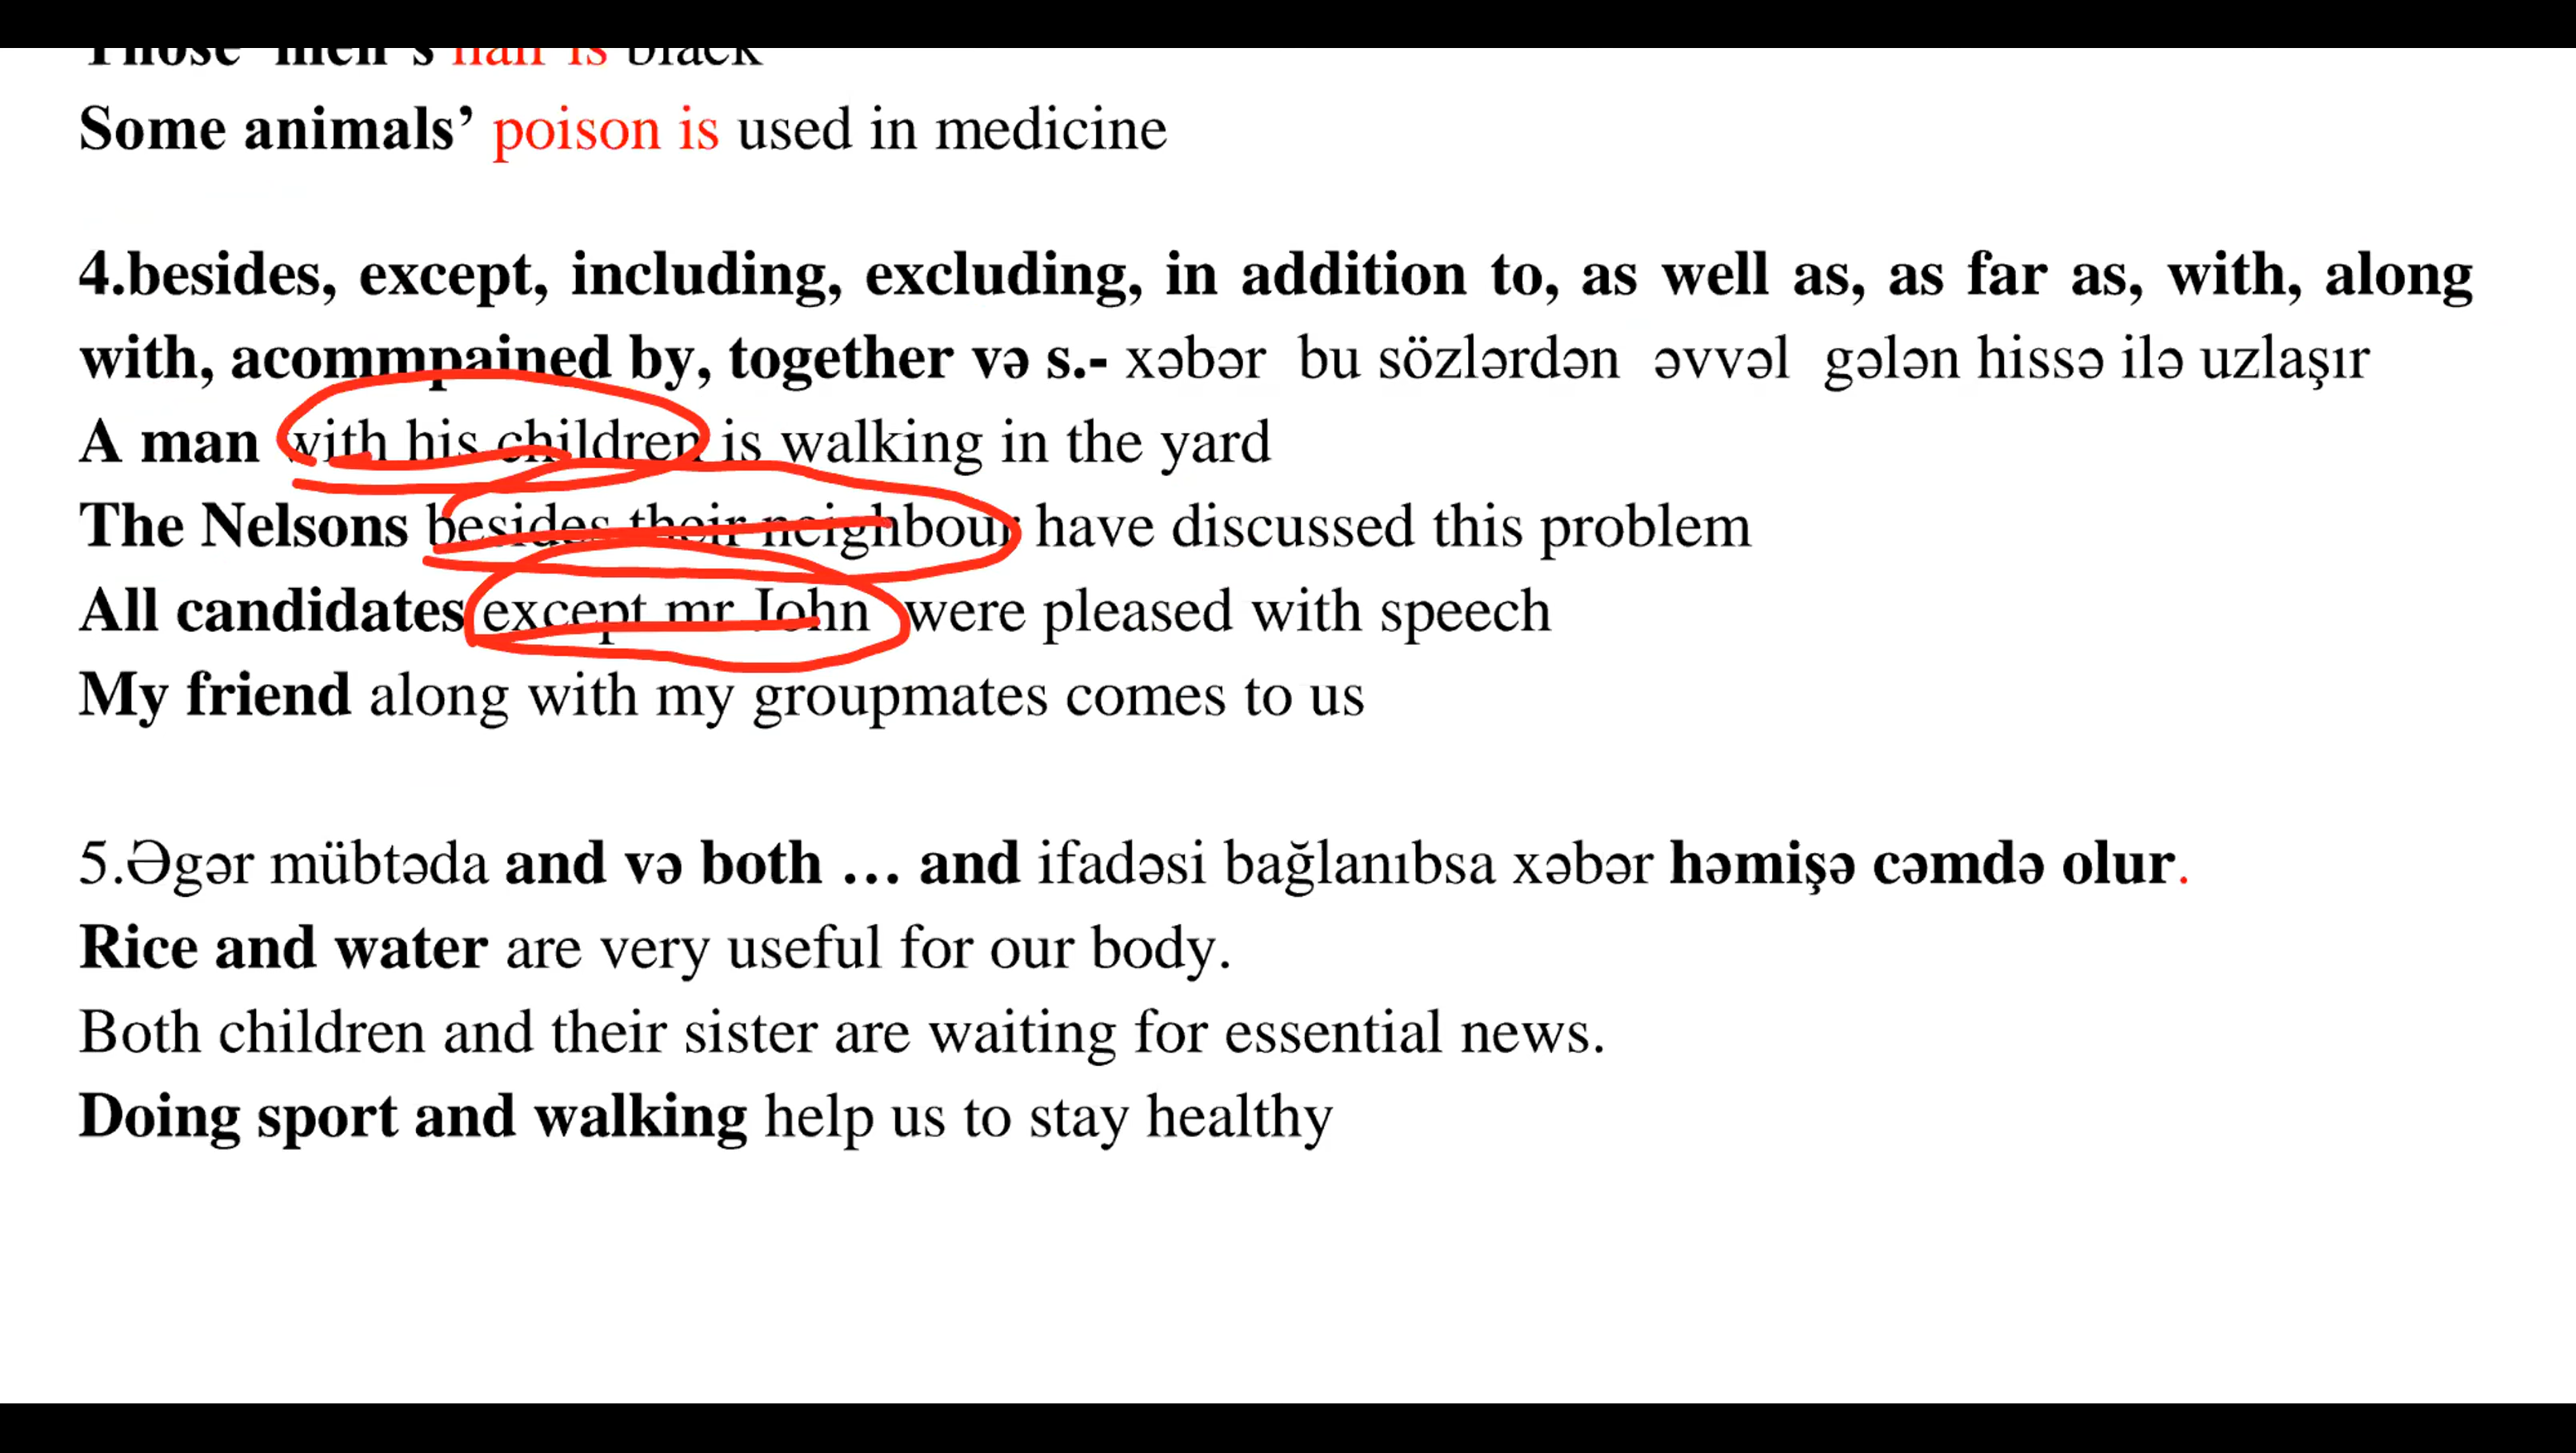 Those men's hair is black
Some animals’ poison is used in medicine
4.besides, except, including, excluding, in addition to, as well as, as far as, with, along
with, acommpained by, together və s.- xəbər bu sözlərdən əvvəl gələn hissə ilə uzlaşır
A man with his children is walking in the yard
The Nelsons besides their neighbour have discussed this problem
All candidates except mr John were pleased with speech
My friend along with my groupmates comes to us
5.Əgər mübtəda and və both … and ifadəsi bağlanıbsa xəbər həmişə cəmdə olur.
Rice and water are very useful for our body.
Both children and their sister are waiting for essential news.
Doing sport and walking help us to stay healthy